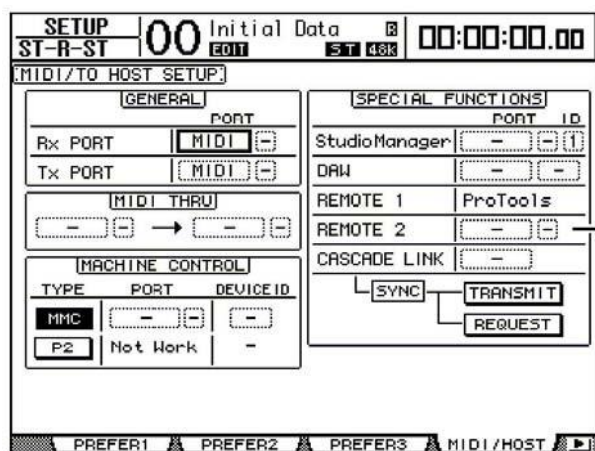 SETUP
ST-R-ST
00 Initial Data R
EDIT ST 48K
00:00:00.00
MIDI/TO HOST SETUP
GENERAL
PORT
Rx PORT MIDI -
Tx PORT MIDI -
MIDI THRU
- - → - -
MACHINE CONTROL
TYPE PORT DEVICE ID
MMC - - -
P2 Not Work -
SPECIAL FUNCTIONS
PORT ID
StudioManager - - 1
DAW - -
REMOTE 1 ProTools
REMOTE 2 - -
CASCADE LINK -
SYNC TRANSMIT
REQUEST
PREFER1 PREFER2 PREFER3 MIDI/HOST